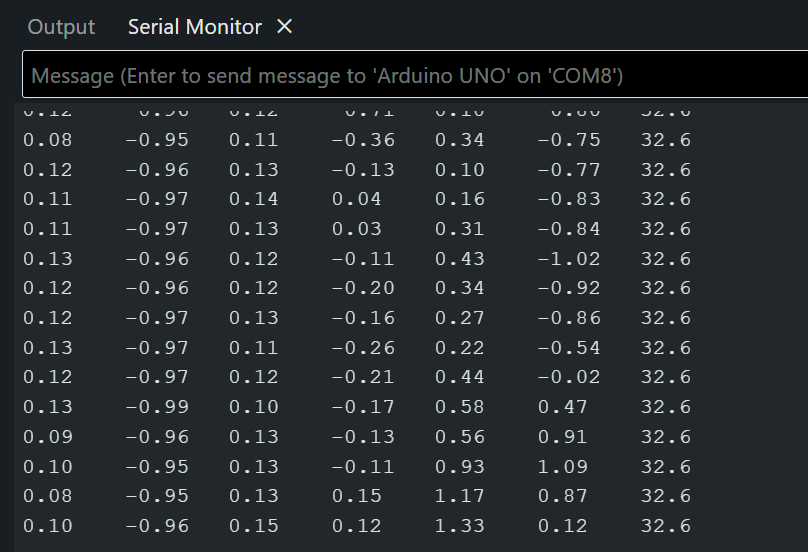 Output Serial Monitor ×
Message (Enter to send message to 'Arduino UNO' on 'COM8')
0.08 -0.95 0.11 -0.36 0.34 -0.75 32.6
0.12 -0.96 0.13 -0.13 0.10 -0.77 32.6
0.11 -0.97 0.14 0.04 0.16 -0.83 32.6
0.11 -0.97 0.13 0.03 0.31 -0.84 32.6
0.13 -0.96 0.12 -0.11 0.43 -1.02 32.6
0.12 -0.96 0.12 -0.20 0.34 -0.92 32.6
0.12 -0.97 0.13 -0.16 0.27 -0.86 32.6
0.13 -0.97 0.11 -0.26 0.22 -0.54 32.6
0.12 -0.97 0.12 -0.21 0.44 -0.02 32.6
0.13 -0.99 0.10 -0.17 0.58 0.47 32.6
0.09 -0.96 0.13 -0.13 0.56 0.91 32.6
0.10 -0.95 0.13 -0.11 0.93 1.09 32.6
0.08 -0.95 0.13 0.15 1.17 0.87 32.6
0.10 -0.96 0.15 0.12 1.33 0.12 32.6